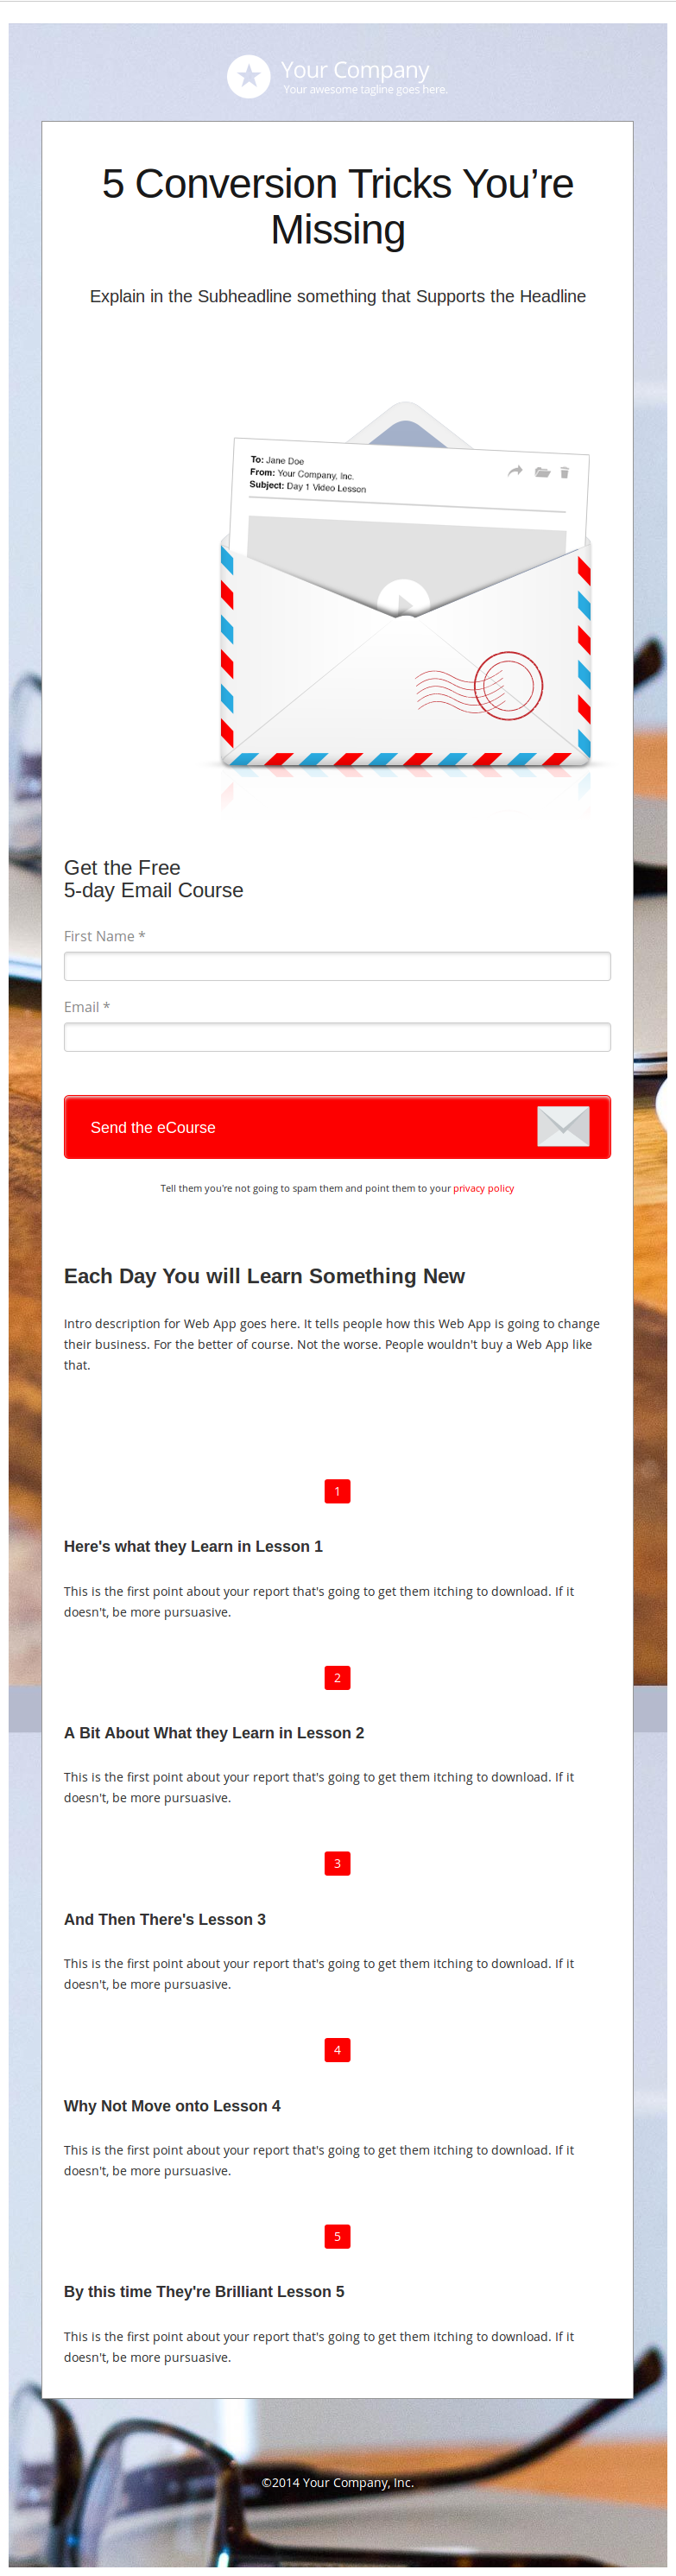 Your Company
Your awesome tagline goes here.
5 Conversion Tricks You’re
Missing
Explain in the Subheadline something that Supports the Headline
To: Jane Doe
From: Your Company, Inc.
Subject: Day 1 Video Lesson
Get the Free
5-day Email Course
First Name *
Email *
Send the eCourse
Tell them you're not going to spam them and point them to your privacy policy
Each Day You will Learn Something New
Intro description for Web App goes here. It tells people how this Web App is going to change
their business. For the better of course. Not the worse. People wouldn't buy a Web App like
that.
1
Here's what they Learn in Lesson 1
This is the first point about your report that's going to get them itching to download. If it
doesn't, be more pursuasive.
2
A Bit About What they Learn in Lesson 2
This is the first point about your report that's going to get them itching to download. If it
doesn't, be more pursuasive.
3
And Then There's Lesson 3
This is the first point about your report that's going to get them itching to download. If it
doesn't, be more pursuasive.
4
Why Not Move onto Lesson 4
This is the first point about your report that's going to get them itching to download. If it
doesn't, be more pursuasive.
5
By this time They're Brilliant Lesson 5
This is the first point about your report that's going to get them itching to download. If it
doesn't, be more pursuasive.
©2014 Your Company, Inc.